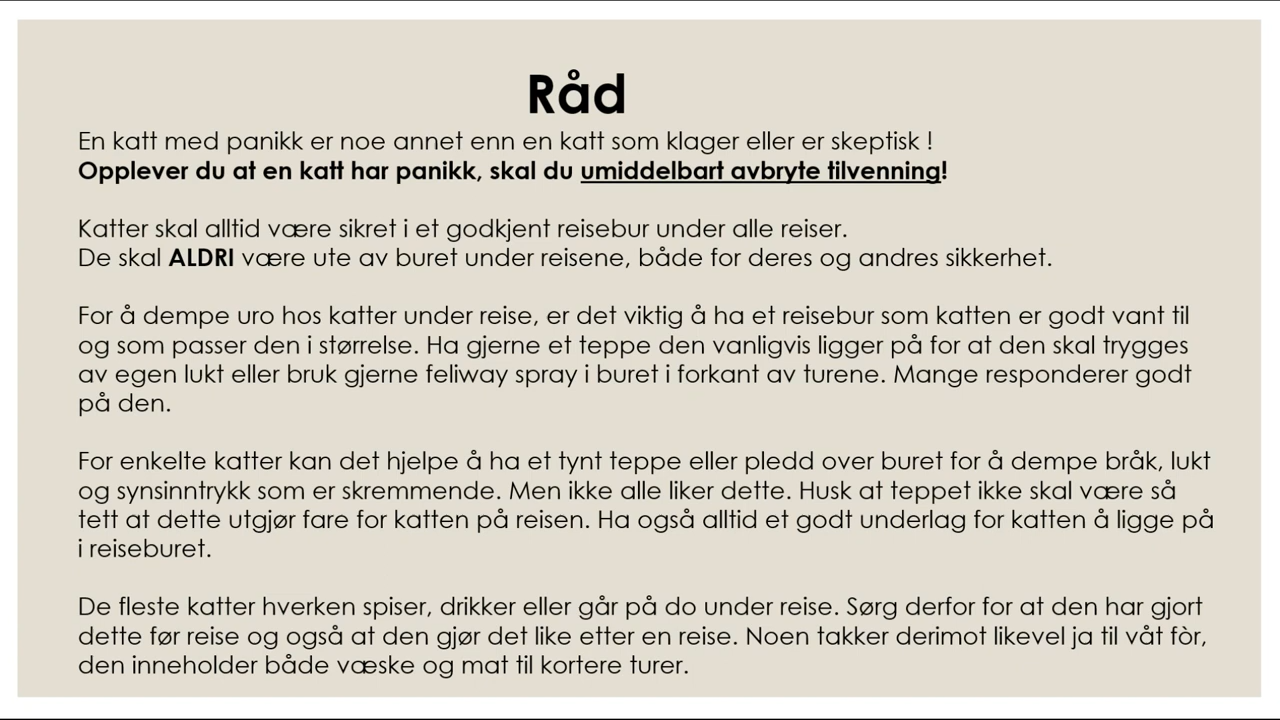 Råd
En katt med panikk er noe annet enn en katt som klager eller er skeptisk !
Opplever du at en katt har panikk, skal du umiddelbart avbryte tilvenning!
Katter skal alltid være sikret i et godkjent reisebur under alle reiser.
De skal ALDRI være ute av buret under reisene, både for deres og andres sikkerhet.
For å dempe uro hos katter under reise, er det viktig å ha et reisebur som katten er godt vant til
og som passer den i størrelse. Ha gjerne et teppe den vanligvis ligger på for at den skal trygges
av egen lukt eller bruk gjerne feliway spray i buret i forkant av turene. Mange responderer godt
på den.
For enkelte katter kan det hjelpe å ha et tynt teppe eller pledd over buret for å dempe bråk, lukt
og synsinntrykk som er skremmende. Men ikke alle liker dette. Husk at teppet ikke skal være så
tett at dette utgjør fare for katten på reisen. Ha også alltid et godt underlag for katten å ligge på
i reiseburet.
De fleste katter hverken spiser, drikker eller går på do under reise. Sørg derfor for at den har gjort
dette før reise og også at den gjør det like etter en reise. Noen takker derimot likevel ja til våt fòr,
den inneholder både væske og mat til kortere turer.